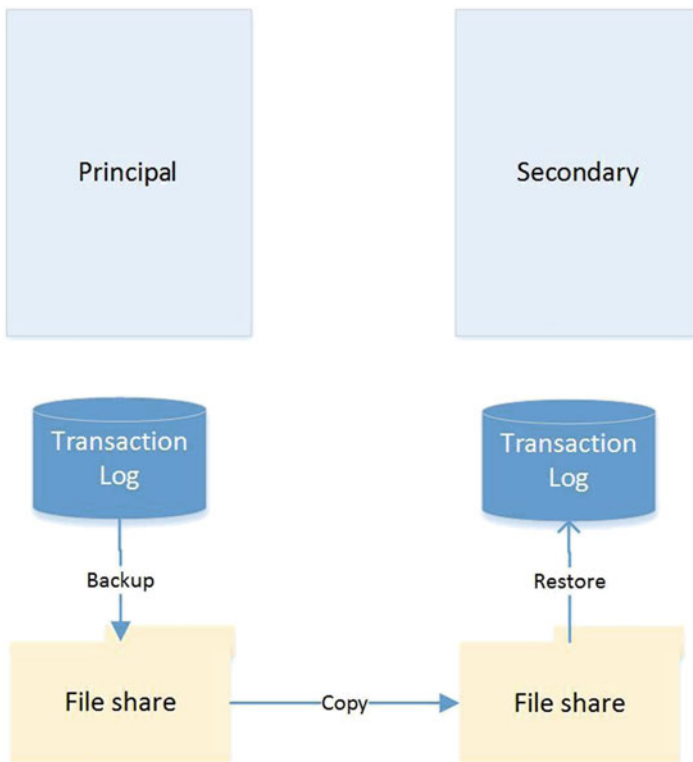 Principal
Secondary
Transaction
Log
Transaction
Log
Backup
Restore
File share
Copy
File share